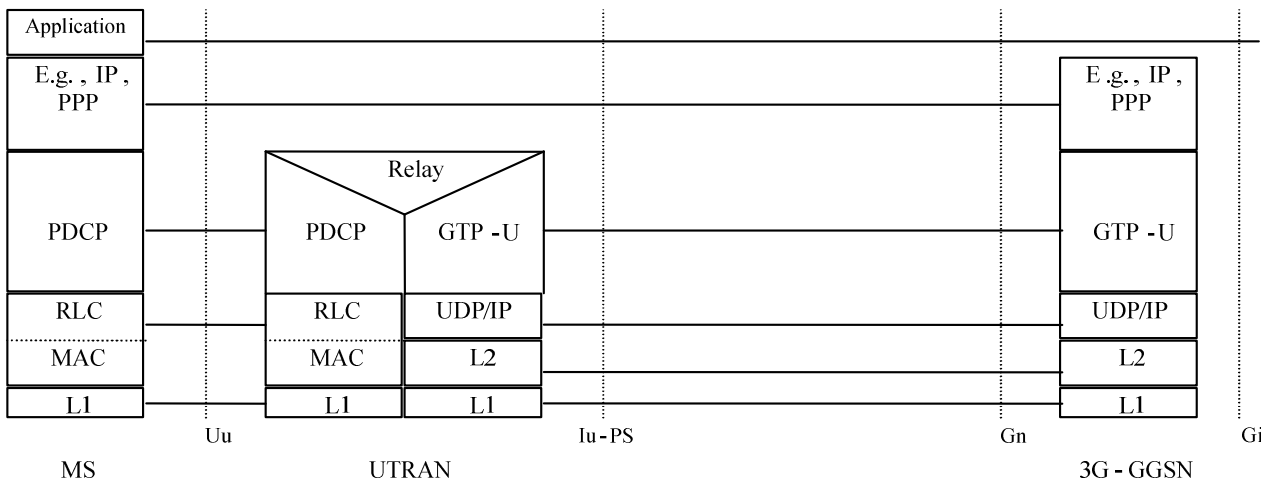 Application
E.g. , IP ,
PPP
E .g. , IP ,
PPP
Relay
PDCP
PDCP
GTP - U
GTP - U
RLC
RLC
UDP/IP
UDP/IP
MAC
MAC
L2
L2
L1
L1
L1
L1
Uu
Iu - PS
Gn
Gi
MS
UTRAN
3G - GGSN